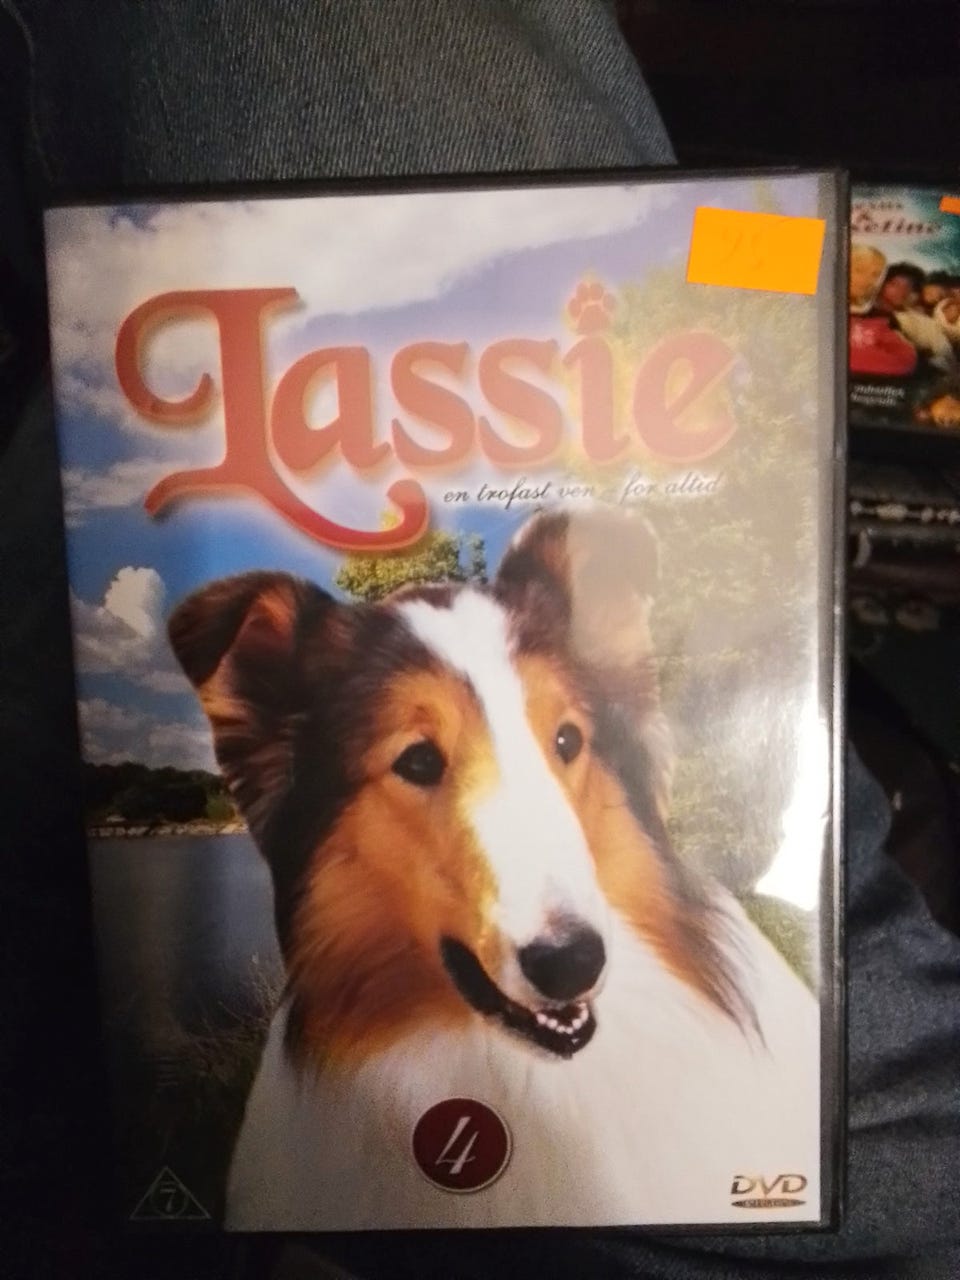 Lassie
en trofast ven - for altid
4
7
DVD